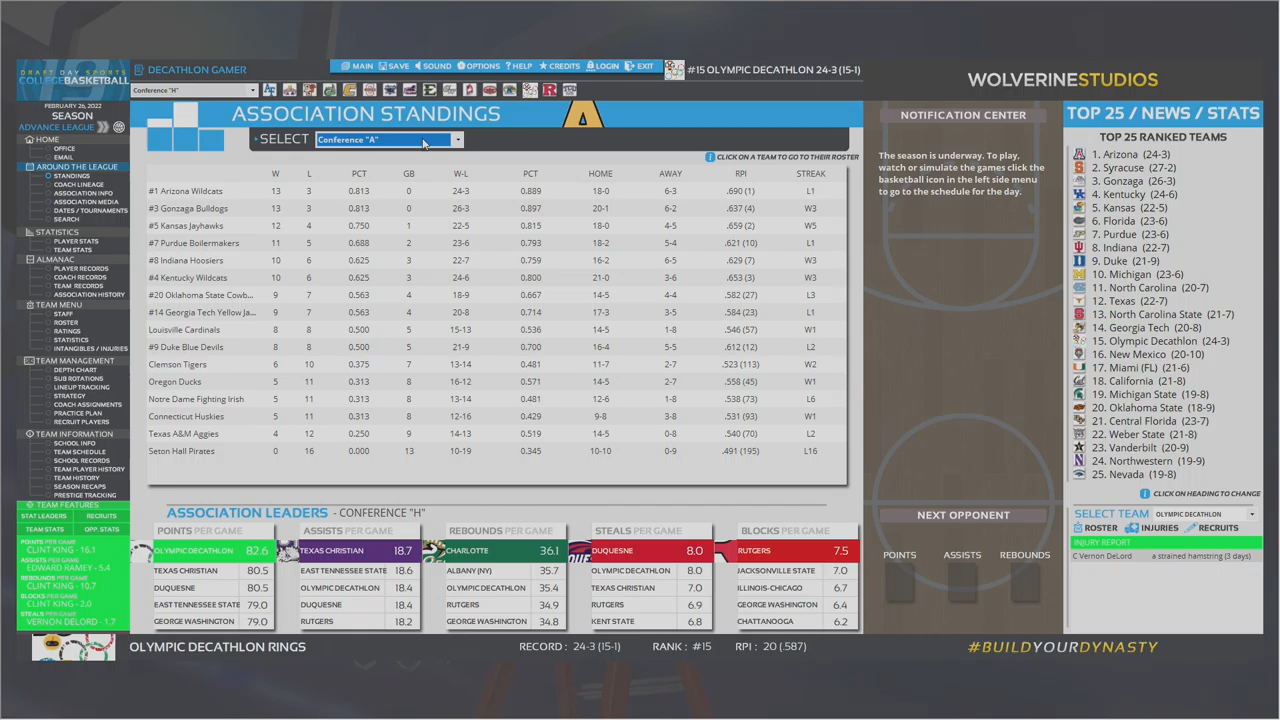 DRAFT DAY SPORTS
COLLEGE BASKETBALL
19
DECATHLON GAMER
MAIN SAVE SOUND OPTIONS HELP CREDITS LOGIN EXIT
#15 OLYMPIC DECATHLON 24-3 (15-1)
Conference "H"
WOLVERINESTUDIOS
FEBRUARY 26, 2022
SEASON
ADVANCE LEAGUE
HOME
OFFICE
EMAIL
AROUND THE LEAGUE
STANDINGS
COACH LINEAGE
ASSOCIATION INFO
ASSOCIATION MEDIA
DATES / TOURNAMENTS
SEARCH
STATISTICS
PLAYER STATS
TEAM STATS
ALMANAC
PLAYER RECORDS
COACH RECORDS
TEAM RECORDS
ASSOCIATION HISTORY
TEAM MENU
STAFF
ROSTER
RATINGS
STATISTICS
INTANGIBLES / INJURIES
TEAM MANAGEMENT
DEPTH CHART
SUB ROTATIONS
LINEUP TRACKING
STRATEGY
COACH ASSIGNMENTS
PRACTICE PLAN
RECRUIT PLAYERS
TEAM INFORMATION
SCHOOL INFO
TEAM SCHEDULE
SCHOOL RECORDS
TEAM PLAYER HISTORY
TEAM HISTORY
SEASON RECAPS
PRESTIGE TRACKING
TEAM FEATURES
STAT LEADERS RECRUITS
TEAM STATS OPP. STATS
POINTS PER GAME
CLINT KING - 16.1
ASSISTS PER GAME
EDWARD RAMEY - 5.4
REBOUNDS PER GAME
CLINT KING - 10.7
BLOCKS PER GAME
CLINT KING - 2.0
STEALS PER GAME
VERNON DELORD - 1.7
ASSOCIATION STANDINGS
A
SELECT Conference "A"
CLICK ON A TEAM TO GO TO THEIR ROSTER
W L PCT GB W-L PCT HOME AWAY RPI STREAK
#1 Arizona Wildcats 13 3 0.813 0 24-3 0.889 18-0 6-3 .690 (1) L1
#3 Gonzaga Bulldogs 13 3 0.813 0 26-3 0.897 20-1 6-2 .637 (4) W3
#5 Kansas Jayhawks 12 4 0.750 1 22-5 0.815 18-0 4-5 .659 (2) W5
#7 Purdue Boilermakers 11 5 0.688 2 23-6 0.793 18-2 5-4 .621 (10) L1
#8 Indiana Hoosiers 10 6 0.625 3 22-7 0.759 16-2 6-5 .629 (7) W3
#4 Kentucky Wildcats 10 6 0.625 3 24-6 0.800 21-0 3-6 .653 (3) W3
#20 Oklahoma State Cowb... 9 7 0.563 4 18-9 0.667 14-5 4-4 .582 (27) L3
#14 Georgia Tech Yellow Ja... 9 7 0.563 4 20-8 0.714 17-3 3-5 .584 (23) L1
Louisville Cardinals 8 8 0.500 5 15-13 0.536 14-5 1-8 .546 (57) W1
#9 Duke Blue Devils 8 8 0.500 5 21-9 0.700 16-4 5-5 .612 (12) L2
Clemson Tigers 6 10 0.375 7 13-14 0.481 11-7 2-7 .523 (113) W2
Oregon Ducks 5 11 0.313 8 16-12 0.571 14-5 2-7 .558 (45) W1
Notre Dame Fighting Irish 5 11 0.313 8 13-14 0.481 12-6 1-8 .538 (73) L6
Connecticut Huskies 5 11 0.313 8 12-16 0.429 9-8 3-8 .531 (93) W1
Texas A&M Aggies 4 12 0.250 9 14-13 0.519 14-5 0-8 .540 (70) L2
Seton Hall Pirates 0 16 0.000 13 10-19 0.345 10-10 0-9 .491 (195) L16
ASSOCIATION LEADERS - CONFERENCE "H"
POINTS PER GAME
OLYMPIC DECATHLON 82.6
TEXAS CHRISTIAN 80.5
DUQUESNE 80.5
EAST TENNESSEE STATE 79.0
GEORGE WASHINGTON 79.0
ASSISTS PER GAME
TEXAS CHRISTIAN 18.7
EAST TENNESSEE STATE 18.6
OLYMPIC DECATHLON 18.4
DUQUESNE 18.4
RUTGERS 18.2
REBOUNDS PER GAME
CHARLOTTE 36.1
ALBANY (NY) 35.7
OLYMPIC DECATHLON 35.4
RUTGERS 34.9
GEORGE WASHINGTON 34.8
STEALS PER GAME
DUQUESNE 8.0
OLYMPIC DECATHLON 8.0
TEXAS CHRISTIAN 7.0
RUTGERS 6.9
KENT STATE 6.8
BLOCKS PER GAME
RUTGERS 7.5
JACKSONVILLE STATE 7.0
ILLINOIS-CHICAGO 6.7
GEORGE WASHINGTON 6.4
CHATTANOOGA 6.2
NOTIFICATION CENTER
The season is underway. To play,
watch or simulate the games click the
basketball icon in the left side menu
to go to the schedule for the day.
NEXT OPPONENT
POINTS ASSISTS REBOUNDS
TOP 25 / NEWS / STATS
TOP 25 RANKED TEAMS
1. Arizona (24-3)
2. Syracuse (27-2)
3. Gonzaga (26-3)
4. Kentucky (24-6)
5. Kansas (22-5)
6. Florida (23-6)
7. Purdue (23-6)
8. Indiana (22-7)
9. Duke (21-9)
10. Michigan (23-6)
11. North Carolina (20-7)
12. Texas (22-7)
13. North Carolina State (21-7)
14. Georgia Tech (20-8)
15. Olympic Decathlon (24-3)
16. New Mexico (20-10)
17. Miami (FL) (21-6)
18. California (21-8)
19. Michigan State (19-8)
20. Oklahoma State (18-9)
21. Central Florida (23-7)
22. Weber State (21-8)
23. Vanderbilt (20-9)
24. Northwestern (19-9)
25. Nevada (19-8)
CLICK ON HEADING TO CHANGE
SELECT TEAM OLYMPIC DECATHLON
ROSTER INJURIES RECRUITS
INJURY REPORT
C Vernon DeLord a strained hamstring (3 days)
OLYMPIC DECATHLON RINGS
RECORD : 24-3 (15-1) RANK : #15 RPI : 20 (.587)
#BUILDYOURDYNASTY